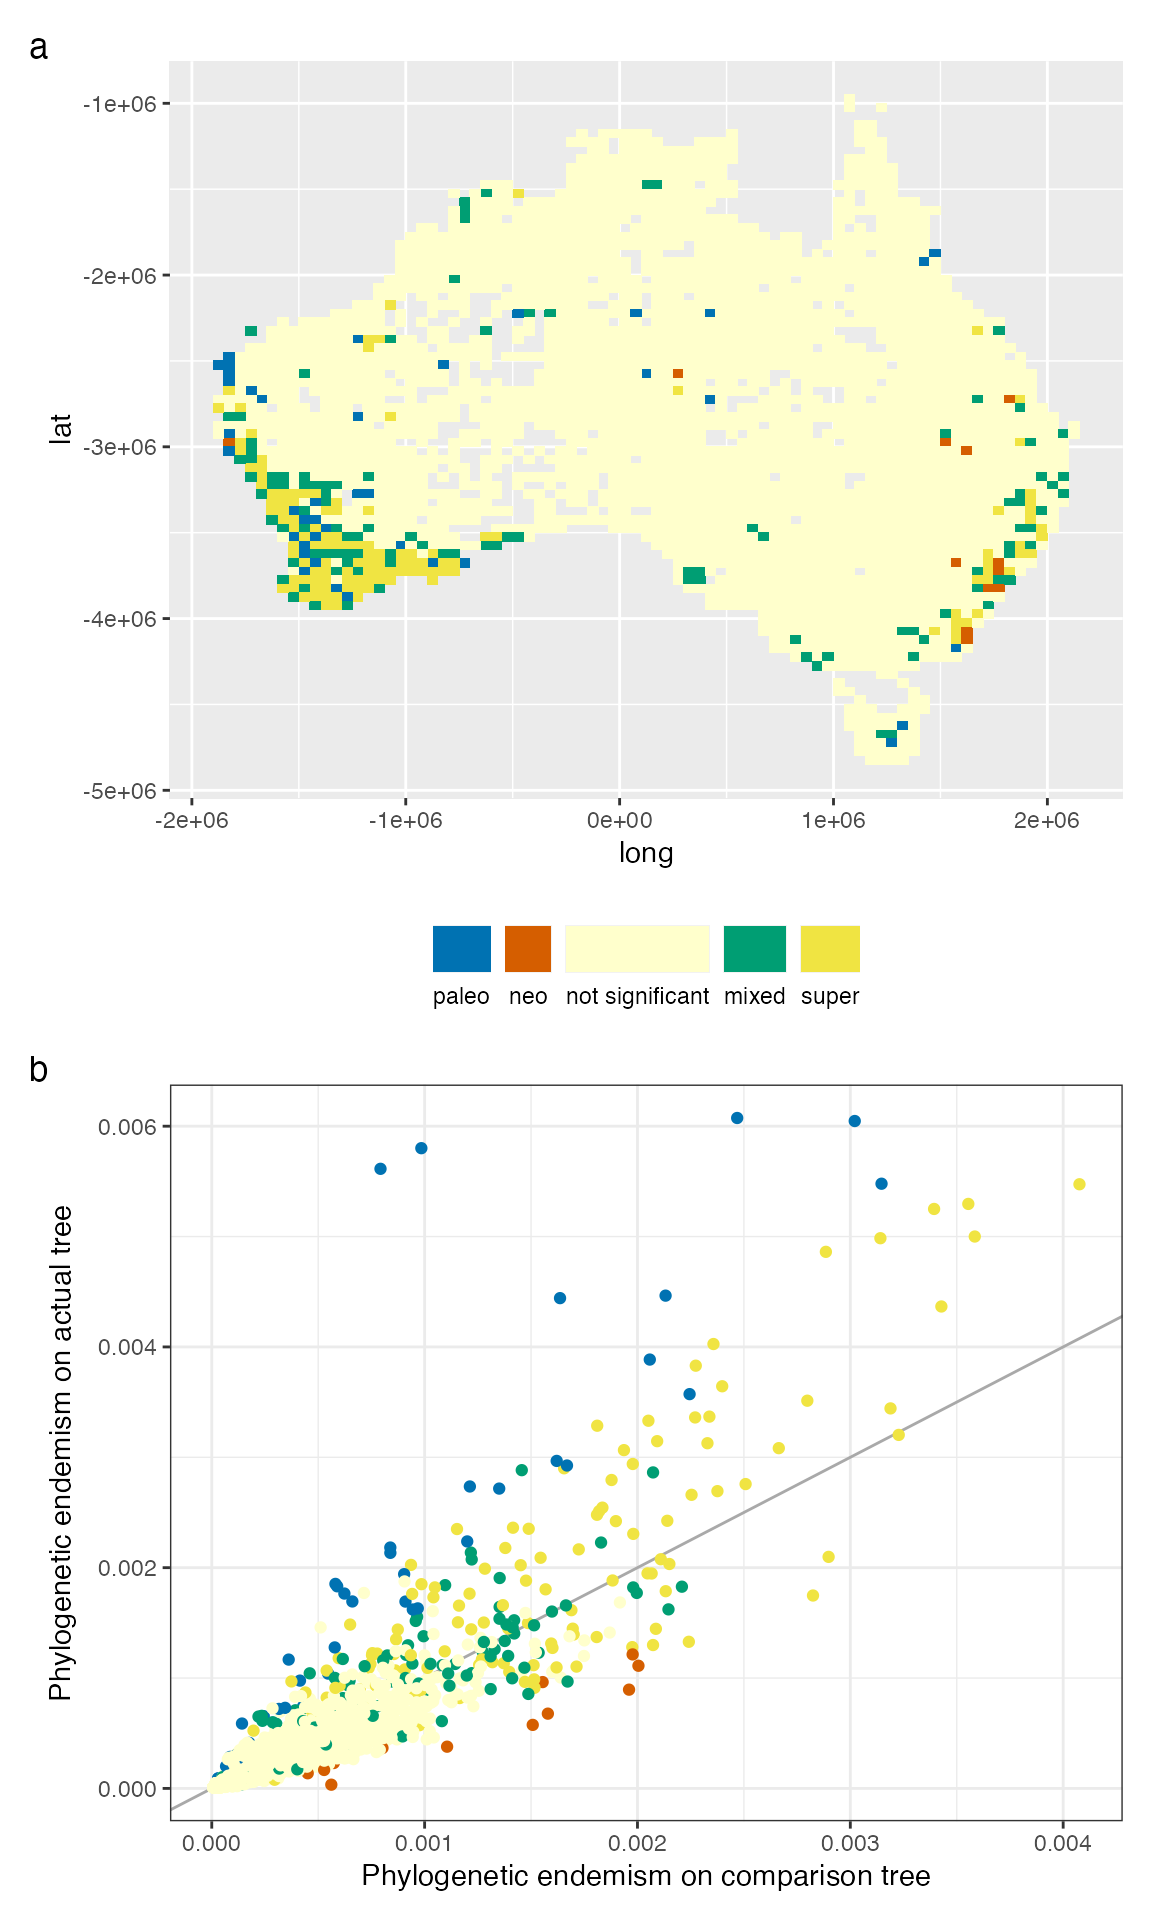 a
-1e+06
-2e+06
-3e+06
-4e+06
-5e+06
lat
-2e+06 -1e+06 0e+00 1e+06 2e+06
long
paleo neo not significant mixed super
b
0.006
0.004
0.002
0.000
Phylogenetic endemism on actual tree
0.000 0.001 0.002 0.003 0.004
Phylogenetic endemism on comparison tree